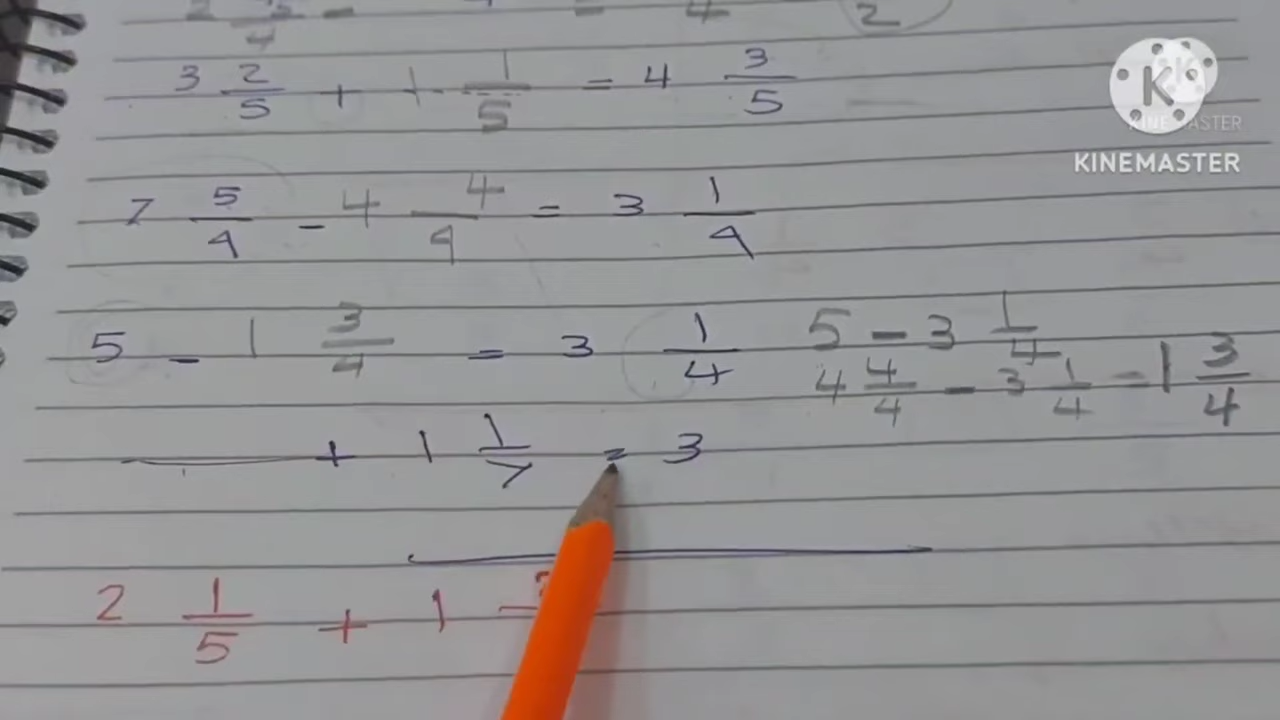 3 2/5 + 1 1/5 = 4 3/5
KINEMASTER
KINEMASTER
7 5/4 - 4 4/4 = 3 1/4
5 - 1 3/4 = 3 1/4 5 - 3 1/4
4 4/4 - 3 1/4 = 1 3/4
____ + 1 1/7 = 3
2 1/5 + 1